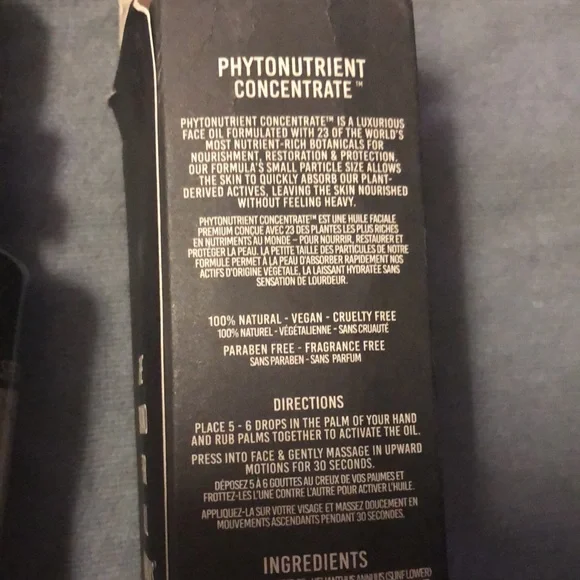 PHYTONUTRIENT
CONCENTRATE™
PHYTONUTRIENT CONCENTRATE™ IS A LUXURIOUS
FACE OIL FORMULATED WITH 23 OF THE WORLD'S
MOST NUTRIENT-RICH BOTANICALS FOR
NOURISHMENT, RESTORATION & PROTECTION.
OUR FORMULA'S SMALL PARTICLE SIZE ALLOWS
THE SKIN TO QUICKLY ABSORB OUR PLANT-
DERIVED ACTIVES, LEAVING THE SKIN NOURISHED
WITHOUT FEELING HEAVY.
PHYTONUTRIENT CONCENTRATE™ EST UNE HUILE FACIALE
PREMIUM CONÇUE AVEC 23 DES PLANTES LES PLUS RICHES
EN NUTRIMENTS AU MONDE – POUR NOURRIR, RESTAURER ET
PROTÉGER LA PEAU. LA PETITE TAILLE DES PARTICULES DE NOTRE
FORMULE PERMET À LA PEAU D'ABSORBER RAPIDEMENT NOS
ACTIFS D'ORIGINE VÉGÉTALE, LA LAISSANT HYDRATÉE SANS
SENSATION DE LOURDEUR.
100% NATURAL - VEGAN - CRUELTY FREE
100% NATUREL - VÉGÉTALIENNE - SANS CRUAUTÉ
PARABEN FREE - FRAGRANCE FREE
SANS PARABEN - SANS PARFUM
DIRECTIONS
PLACE 5 - 6 DROPS IN THE PALM OF YOUR HAND
AND RUB PALMS TOGETHER TO ACTIVATE THE OIL.
PRESS INTO FACE & GENTLY MASSAGE IN UPWARD
MOTIONS FOR 30 SECONDS.
DÉPOSEZ 5 À 6 GOUTTES AU CREUX DE VOS PAUMES ET
FROTTEZ-LES L'UNE CONTRE L'AUTRE POUR ACTIVER L'HUILE.
APPLIQUEZ-LA SUR VOTRE VISAGE ET MASSEZ DOUCEMENT EN
MOUVEMENTS ASCENDANTS PENDANT 30 SECONDS.
INGREDIENTS
HELIANTHUS ANNUUS (SUNFLOWER)